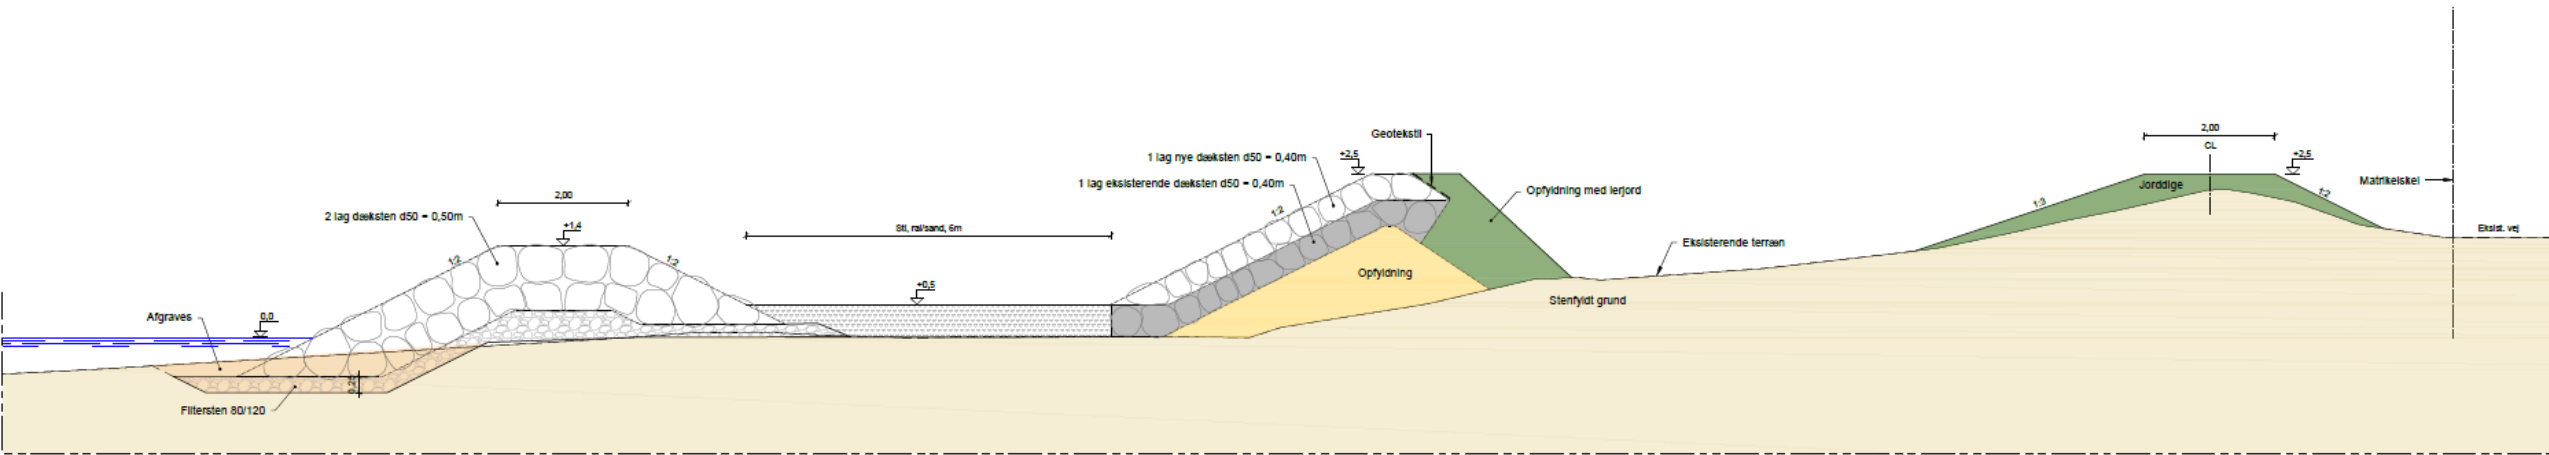 2,00
CL
+2,5
Geotekstil
1 lag nye dæksten d50 = 0,40m
+2,5
1 lag eksisterende dæksten d50 = 0,40m
Opfyldning med lerjord
Jorddige
1:2
Matrikelskel
1:3
2,00
2 lag dæksten d50 = 0,50m
+1,4
1:2
Sti, ral/sand, 6m
Eksist. vej
1:2
1:2
Eksisterende terræn
Opfyldning
+0,5
Stenfyldt grund
Afgraves
0,0
0,25
Filtersten 80/120